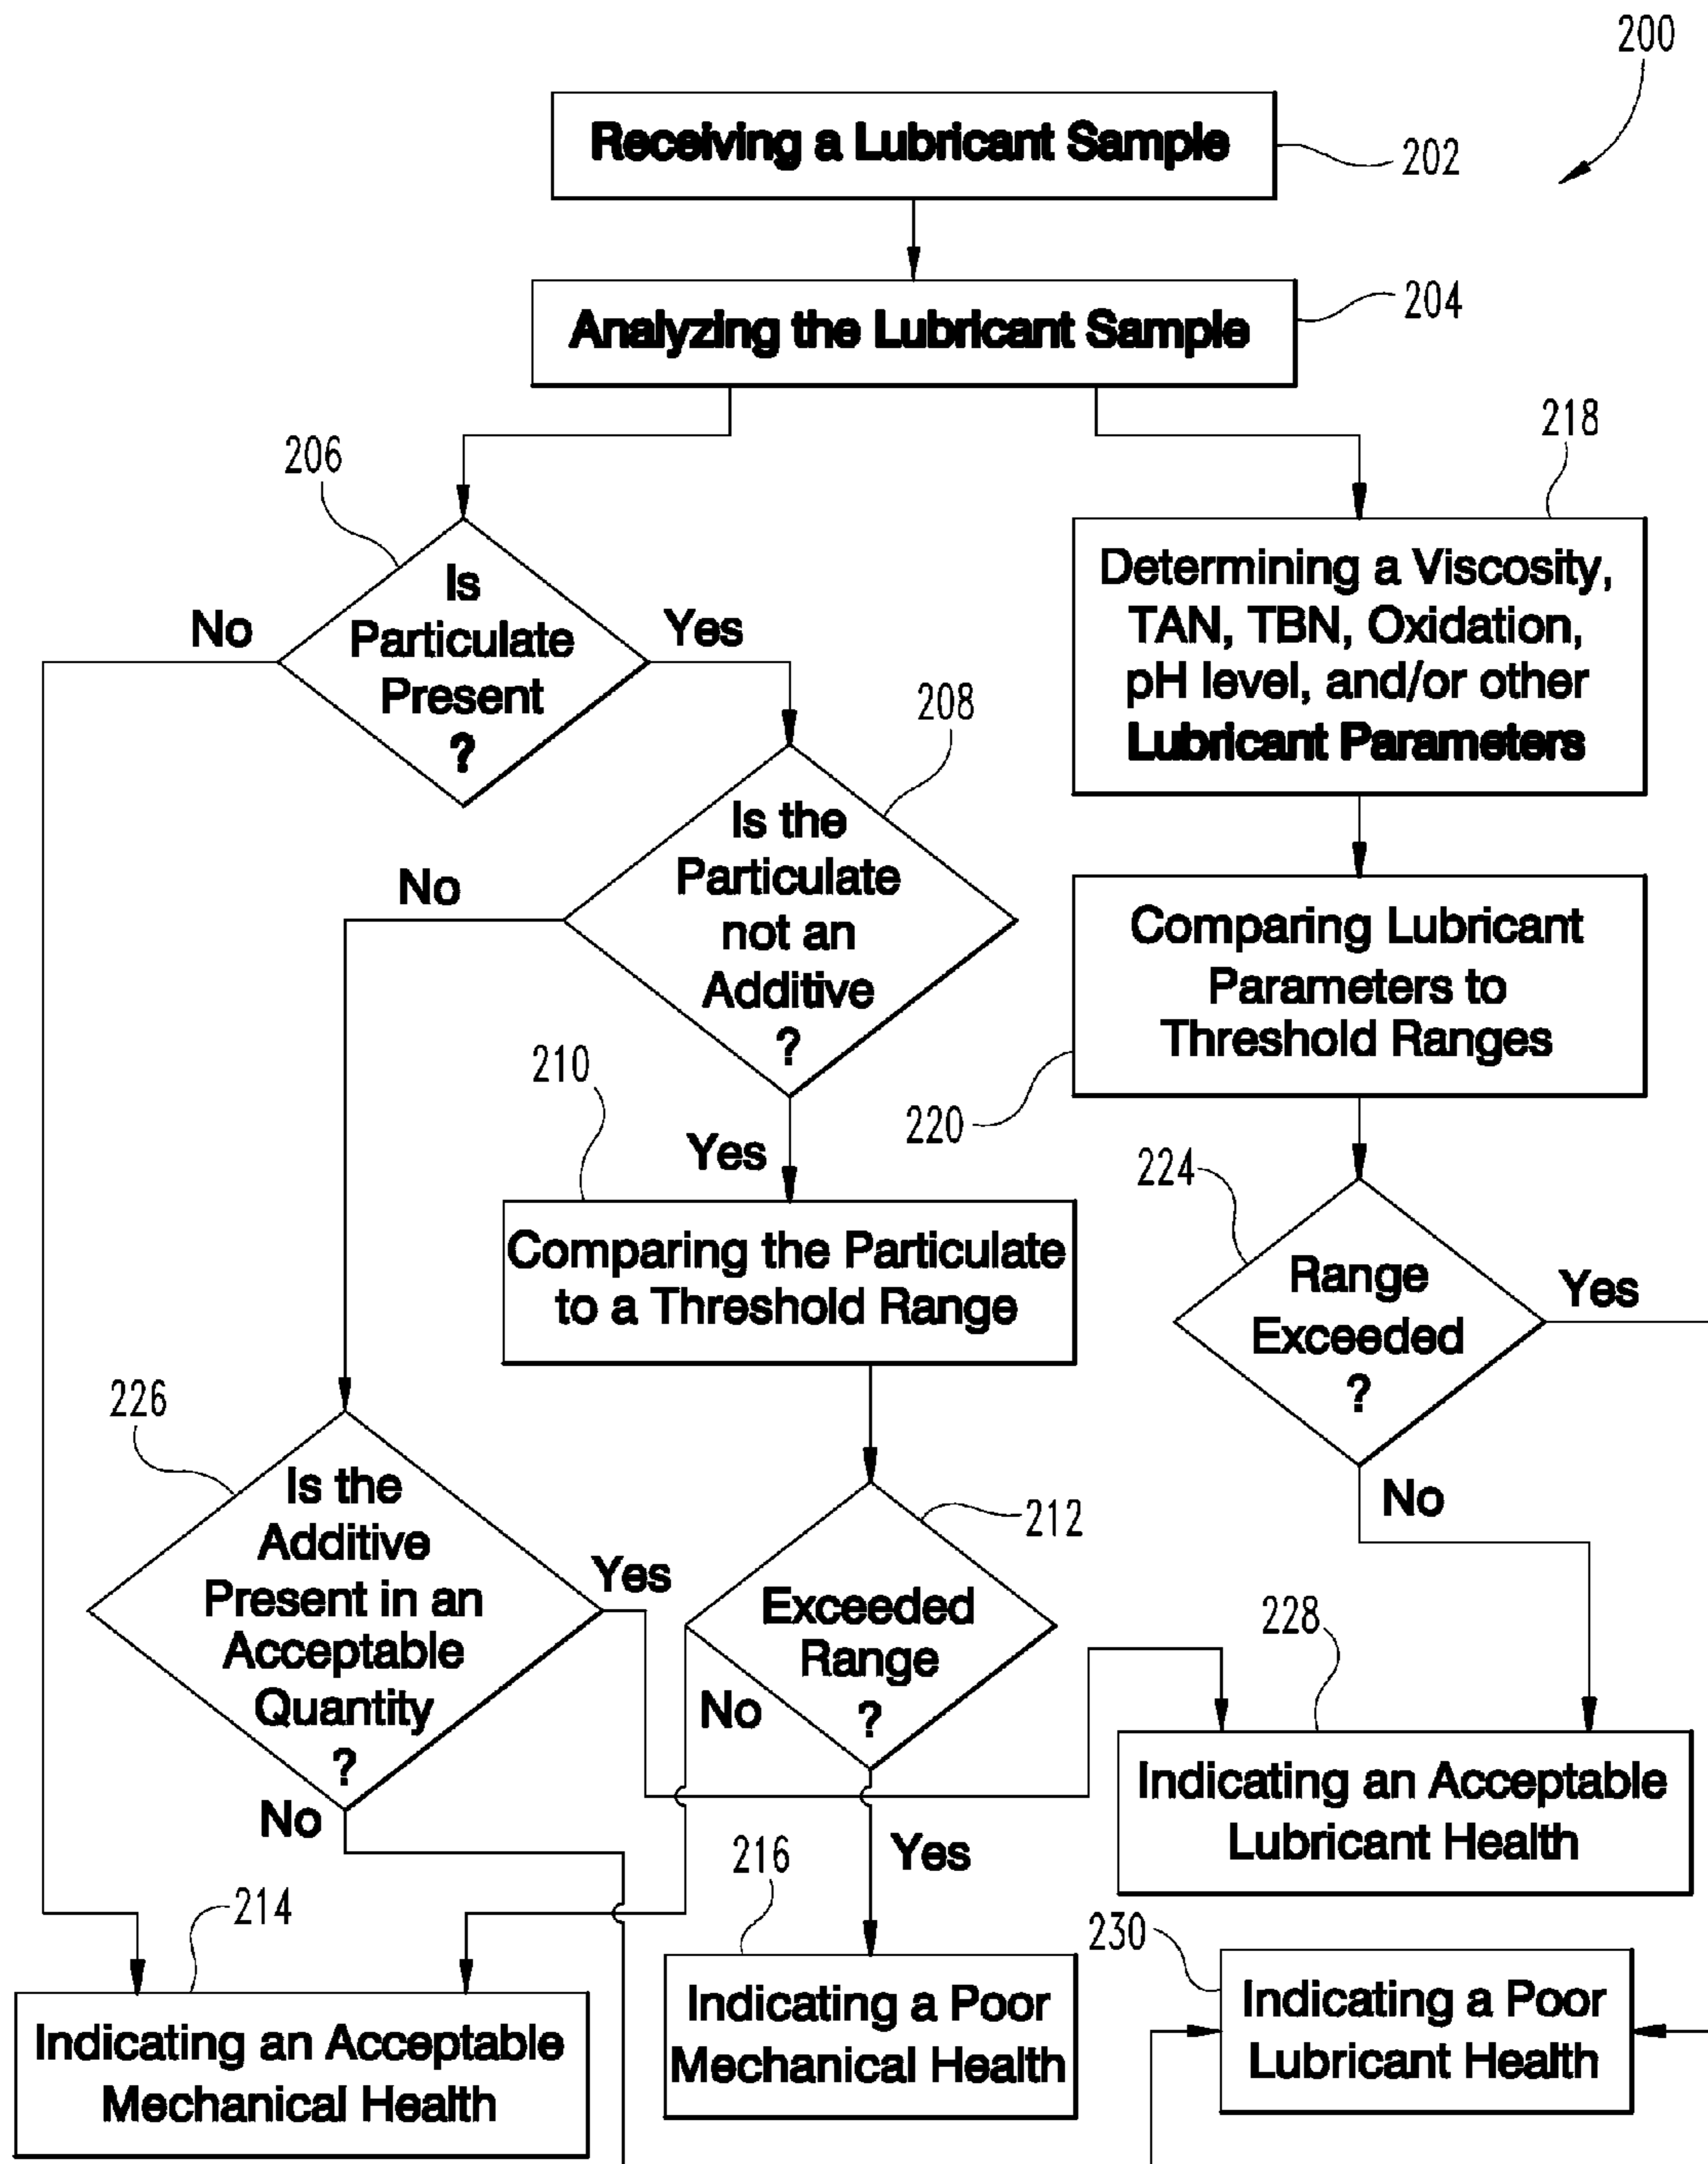 200
Receiving a Lubricant Sample
202
Analyzing the Lubricant Sample
204
206
Is
Particulate
Present
?
No
Yes
218
Determining a Viscosity,
TAN, TBN, Oxidation,
pH level, and/or other
Lubricant Parameters
208
Is the
Particulate
not an
Additive
?
No
Yes
Comparing Lubricant
Parameters to
Threshold Ranges
220
210
Comparing the Particulate
to a Threshold Range
224
Range
Exceeded
?
Yes
No
226
Is the
Additive
Present in an
Acceptable
Quantity
?
Yes
No
212
Exceeded
Range
?
No
Yes
228
Indicating an Acceptable
Lubricant Health
214
Indicating an Acceptable
Mechanical Health
216
Indicating a Poor
Mechanical Health
230
Indicating a Poor
Lubricant Health